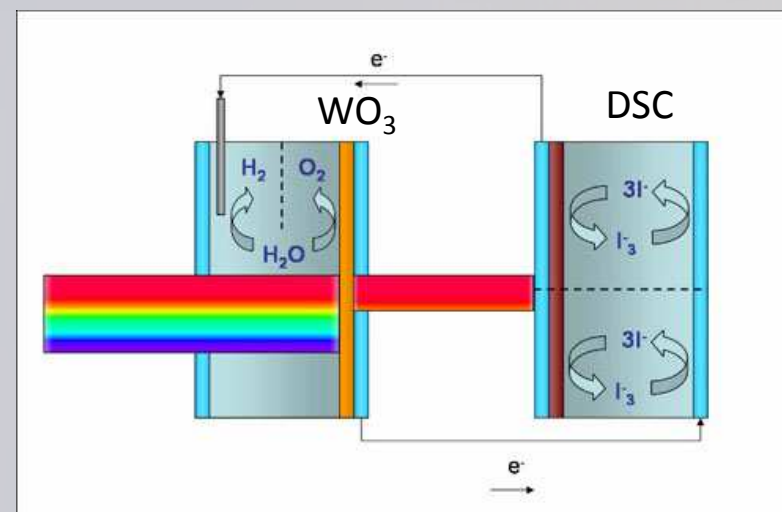 e⁻
WO₃
DSC
H₂ O₂
H₂O
3I⁻
I⁻₃
3I⁻
I⁻₃
e⁻